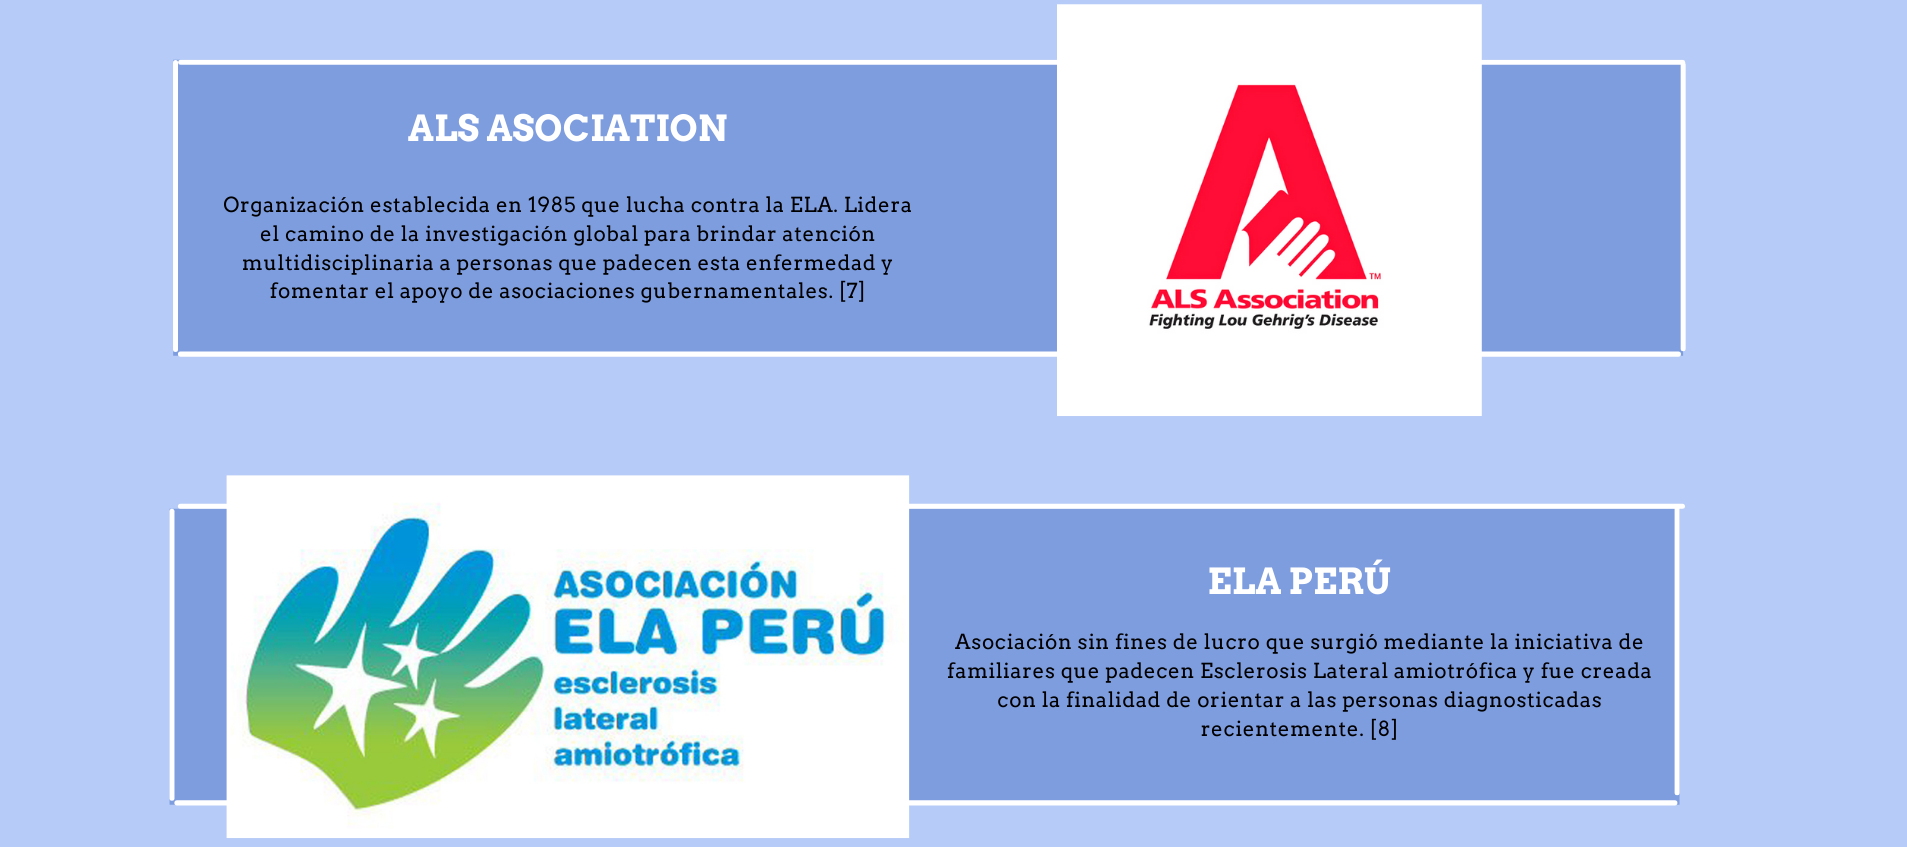 ALS ASOCIATION
Organización establecida en 1985 que lucha contra la ELA. Lidera
el camino de la investigación global para brindar atención
multidisciplinaria a personas que padecen esta enfermedad y
fomentar el apoyo de asociaciones gubernamentales. [7]
TM
ALS Association
Fighting Lou Gehrig's Disease
ASOCIACIÓN
ELA PERÚ
esclerosis
lateral
amiotrófica
ELA PERÚ
Asociación sin fines de lucro que surgió mediante la iniciativa de
familiares que padecen Esclerosis Lateral amiotrófica y fue creada
con la finalidad de orientar a las personas diagnosticadas
recientemente. [8]